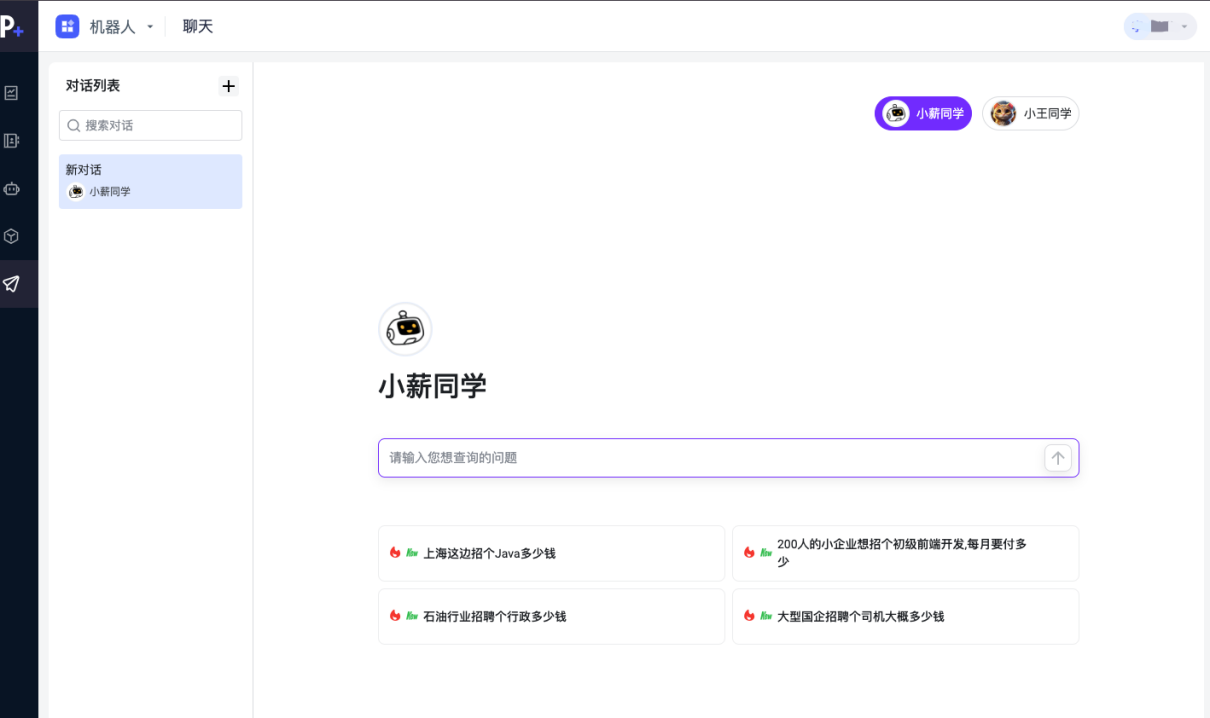 P+
机器人
聊天
对话列表
+
搜索对话
新对话
小薪同学
小薪同学
小王同学
小薪同学
请输入您想查询的问题
New 上海这边招个Java多少钱
New 200人的小企业想招个初级前端开发,每月要付多
少
New 石油行业招聘个行政多少钱
New 大型国企招聘个司机大概多少钱